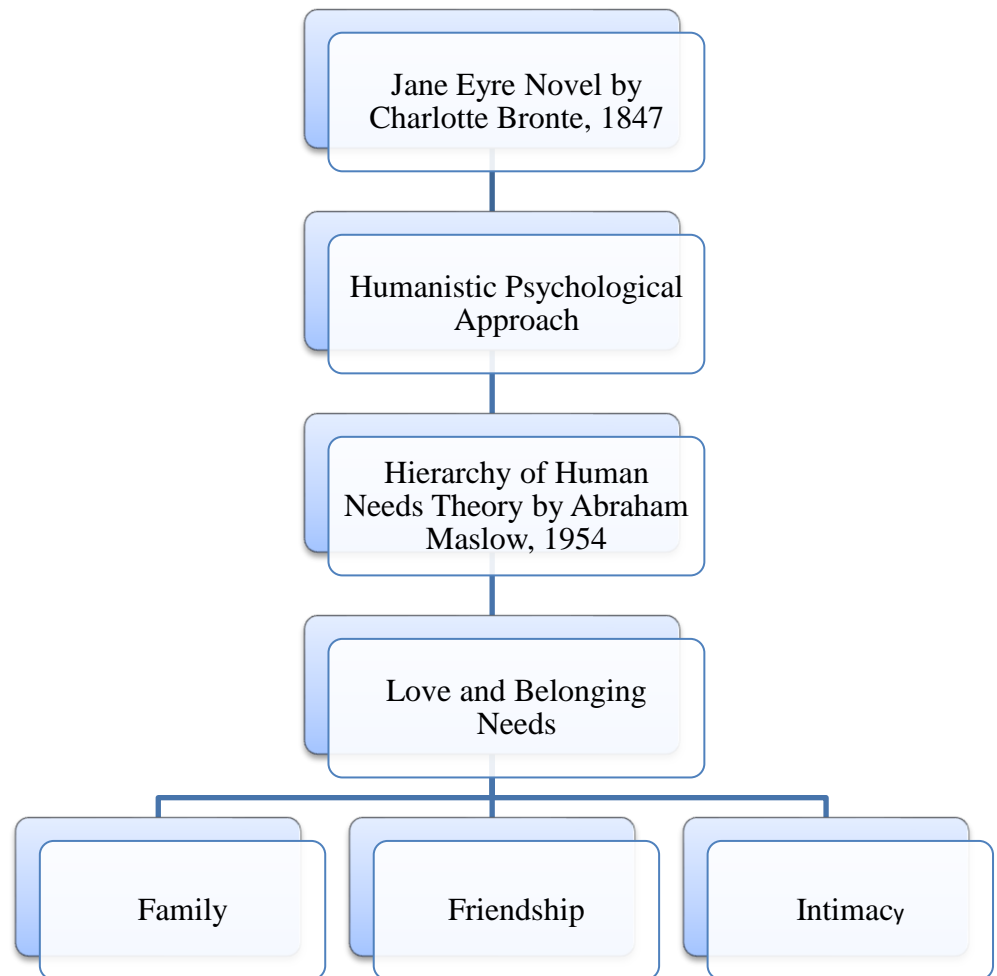 Jane Eyre Novel by
Charlotte Bronte, 1847
Humanistic Psychological
Approach
Hierarchy of Human
Needs Theory by Abraham
Maslow, 1954
Love and Belonging
Needs
Family
Friendship
Intimacy